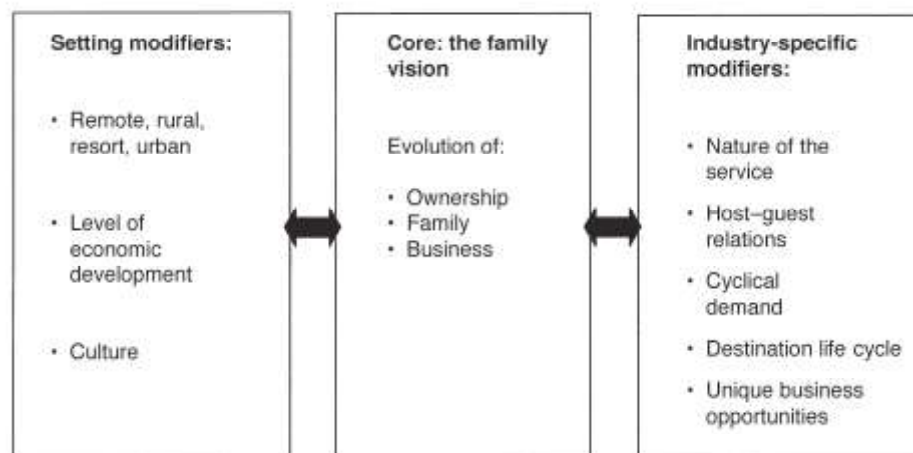 Setting modifiers:
• Remote, rural,
resort, urban
• Level of
economic
development
• Culture
Core: the family
vision
Evolution of:
• Ownership
• Family
• Business
Industry-specific
modifiers:
• Nature of the
service
• Host–guest
relations
• Cyclical
demand
• Destination life cycle
• Unique business
opportunities